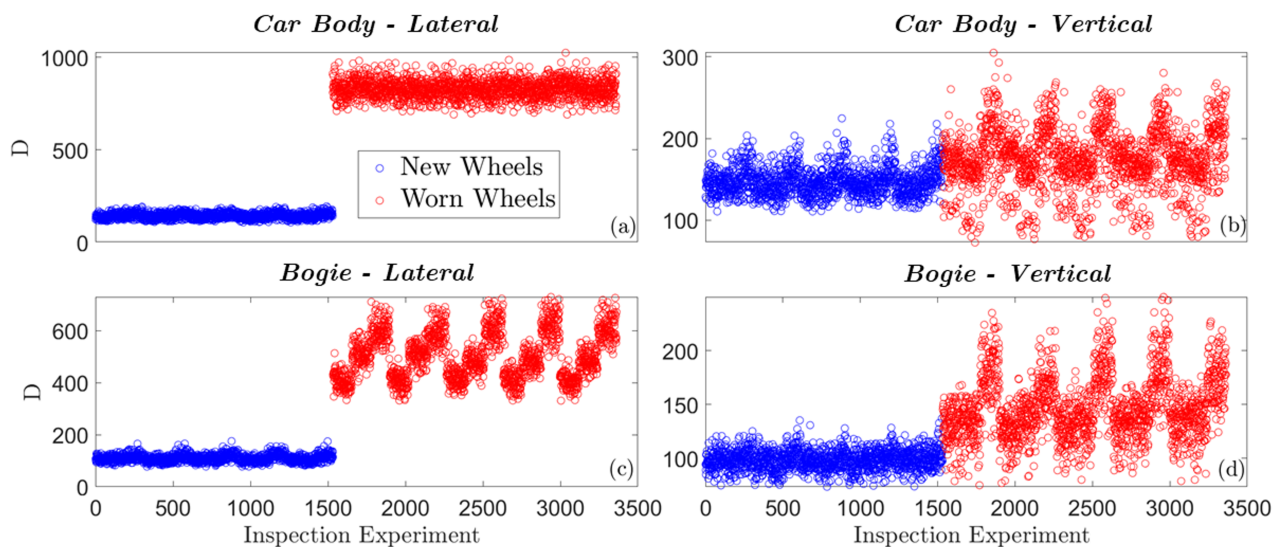 Car Body - Lateral
Car Body - Vertical
1000
500
0
D
New Wheels
Worn Wheels
(a)
300
200
100
(b)
Bogie - Lateral
Bogie - Vertical
600
400
200
0
D
(c)
0 500 1000 1500 2000 2500 3000 3500
Inspection Experiment
200
150
100
(d)
0 500 1000 1500 2000 2500 3000 3500
Inspection Experiment